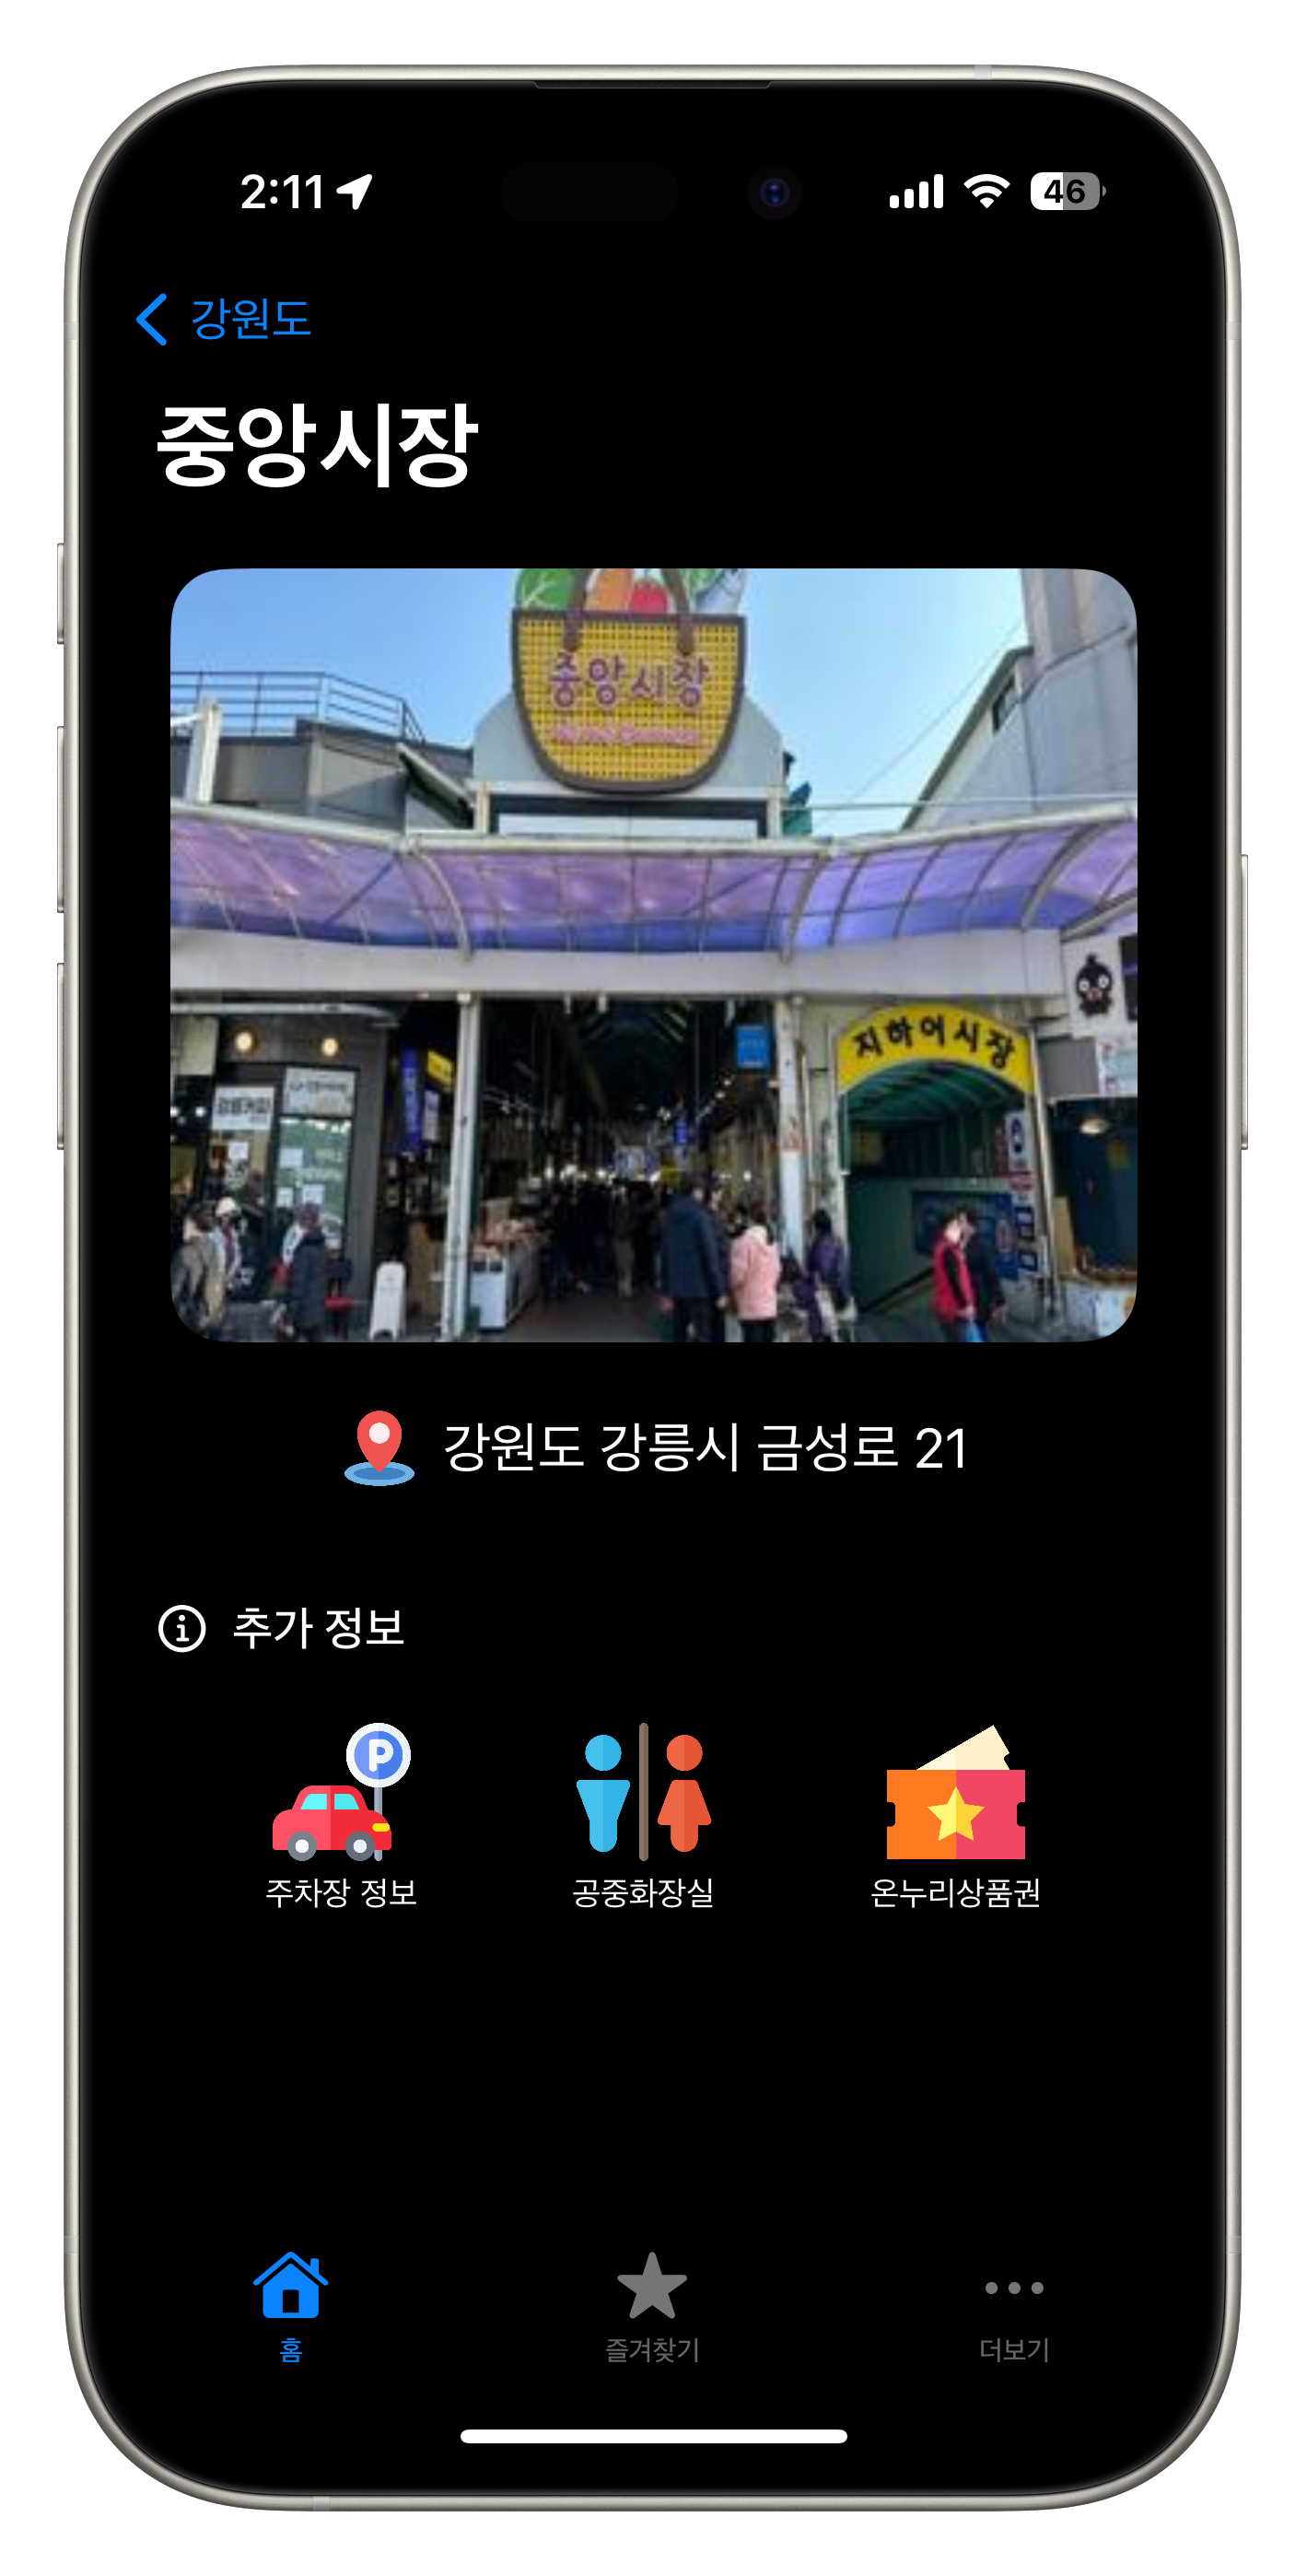 2:11
46
강원도
중앙시장
중앙시장
지하어시장
강원도 강릉시 금성로 21
추가 정보
P
주차장 정보
공중화장실
온누리상품권
홈
즐겨찾기
더보기